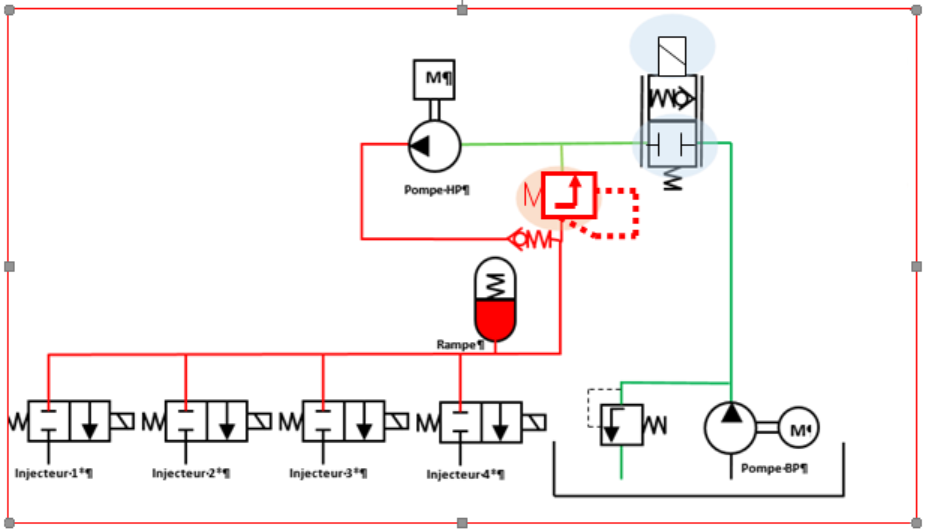 M¶
Pompe·HP¶
Rampe¶
Injecteur·1*¶
Injecteur·2*¶
Injecteur·3*¶
Injecteur·4*¶
M
Pompe·BP¶